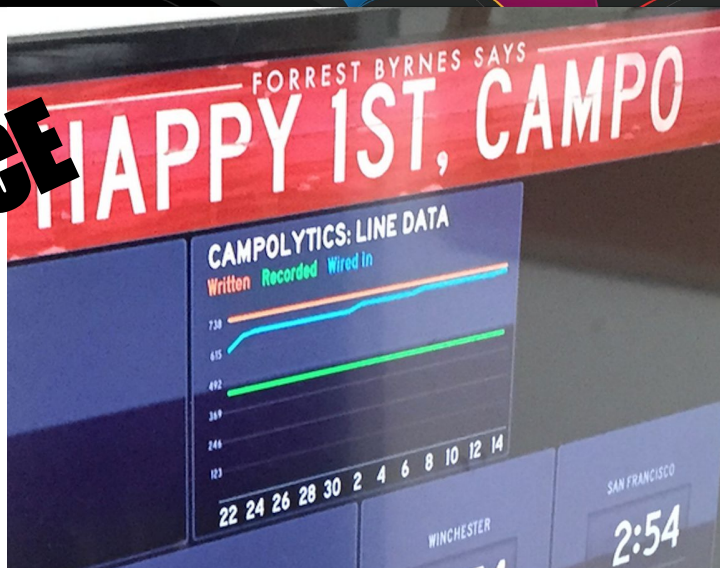 CE
FORREST BYRNES SAYS
HAPPY 1ST, CAMPO
CAMPOLYTICS: LINE DATA
Written Recorded Wired In
738
615
492
369
246
123
22 24 26 28 30 2 4 6 8 10 12 14
WINCHESTER
SAN FRANCISCO
2:54